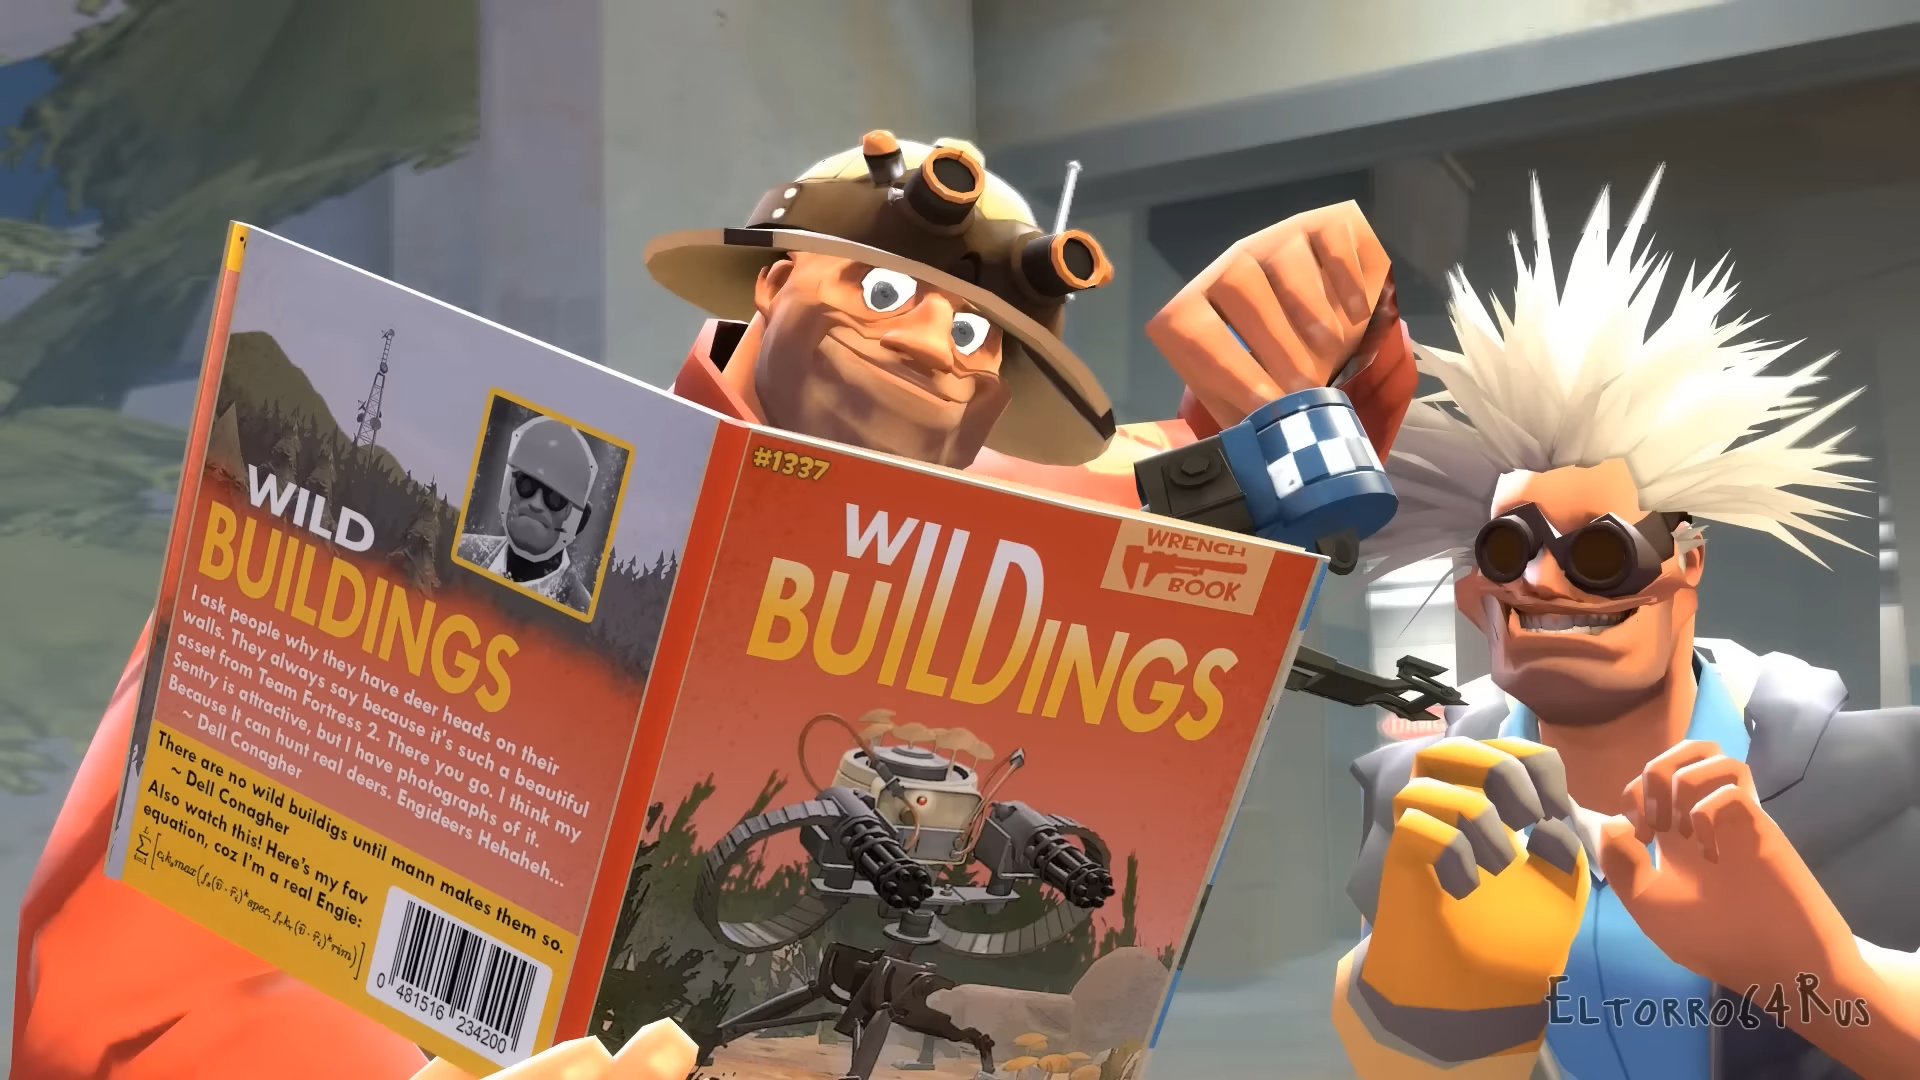 WILD
BUILDINGS
I ask people why they have deer heads on their
walls. They always say because it's such a beautiful
asset from Team Fortress 2. There you go. I think my
Sentry is attractive, but I have photographs of it.
Because It can hunt real deers. Engideers Hehaheh...
~ Dell Conagher
There are no wild buildigs until mann makes them so.
~ Dell Conagher
Also watch this! Here's my fav
equation, coz I'm a real Engie:
0 481516 234200
#1337
WRENCH
BOOK
WILD
BUILDINGS
ELTORRO64RUS